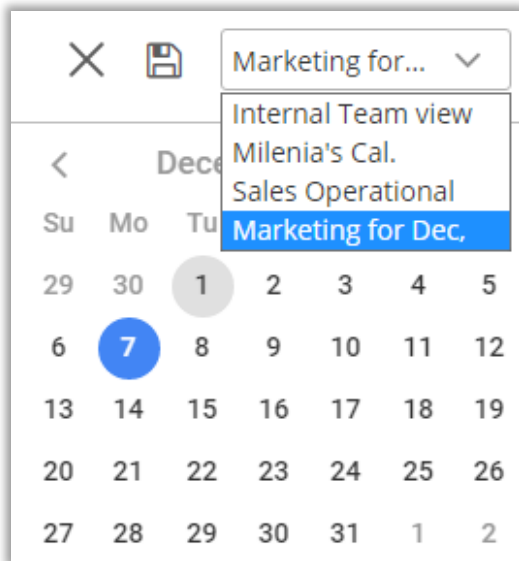 Marketing for...
Internal Team view
Milenia's Cal.
Sales Operational
Marketing for Dec,
Dece
Su Mo Tu
29 30 1 2 3 4 5
6 7 8 9 10 11 12
13 14 15 16 17 18 19
20 21 22 23 24 25 26
27 28 29 30 31 1 2